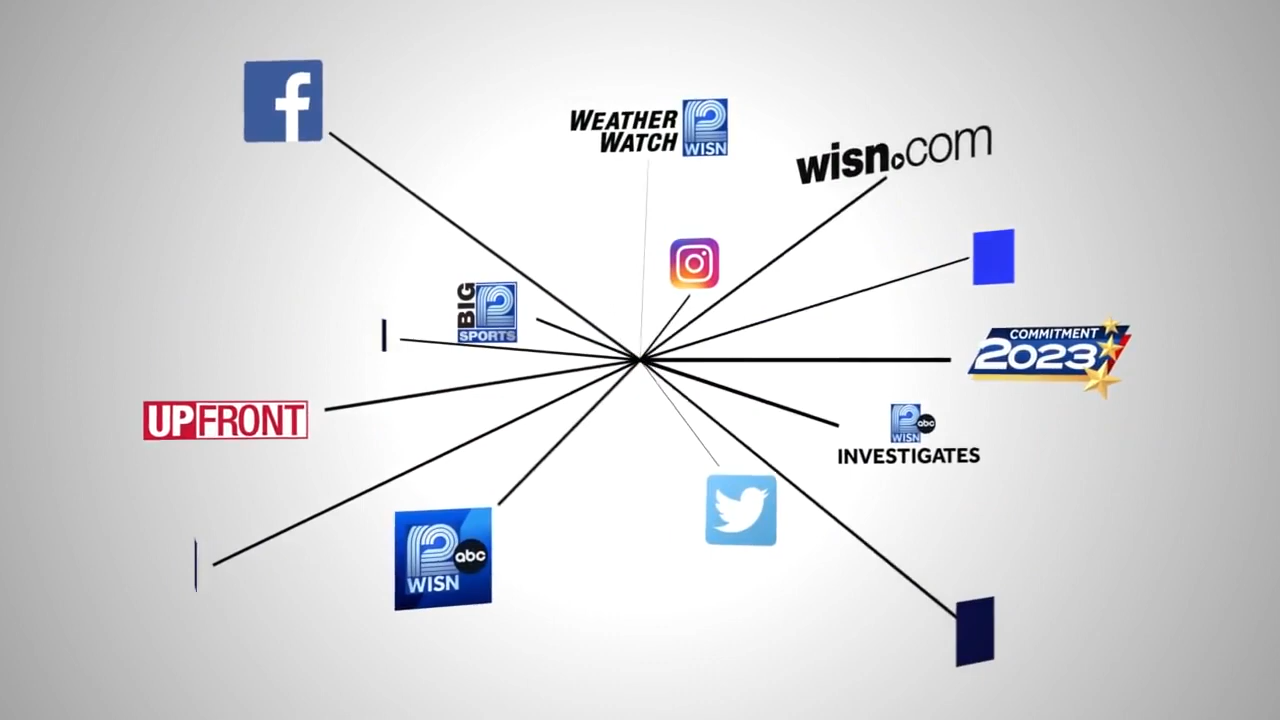 f
WEATHER
WATCH
12
WISN
wisn.com
BIG
12
SPORTS
COMMITMENT
2023
UPFRONT
12
abc
WISN
INVESTIGATES
12
abc
WISN